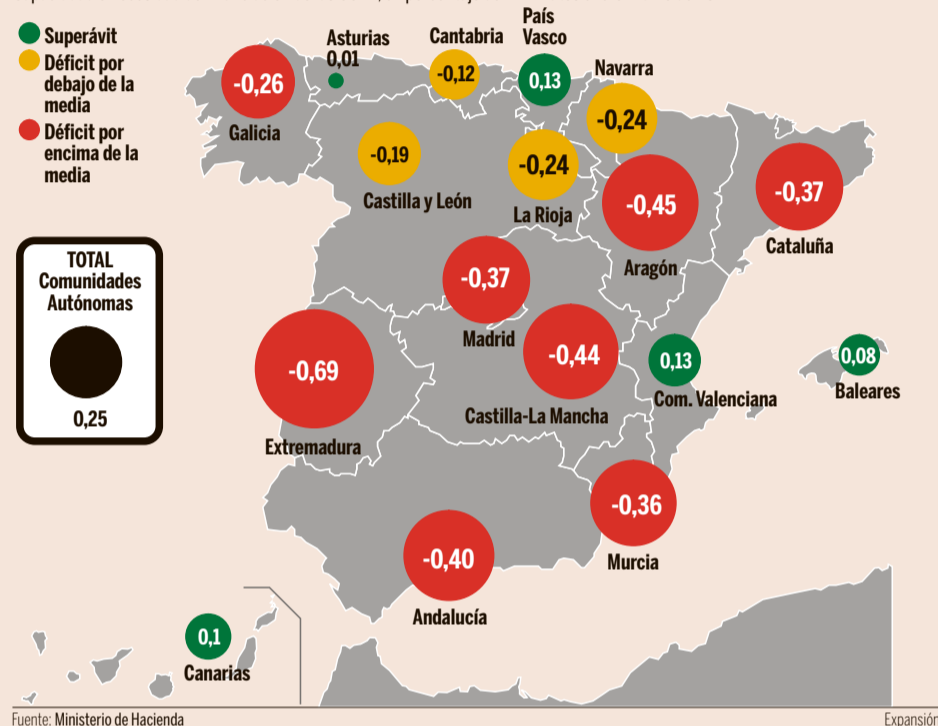 Superávit
Déficit por
debajo de la
media
Déficit por
encima de la
media
TOTAL
Comunidades
Autónomas
0,25
-0,26
Galicia
Asturias
0,01
Cantabria
-0,12
País
Vasco
0,13
Navarra
-0,24
-0,19
Castilla y León
-0,24
La Rioja
-0,45
Aragón
-0,37
Cataluña
-0,37
Madrid
-0,69
Extremadura
-0,44
Castilla-La Mancha
0,13
Com. Valenciana
0,08
Baleares
-0,36
Murcia
-0,40
Andalucía
0,1
Canarias
Fuente: Ministerio de Hacienda
Expansión